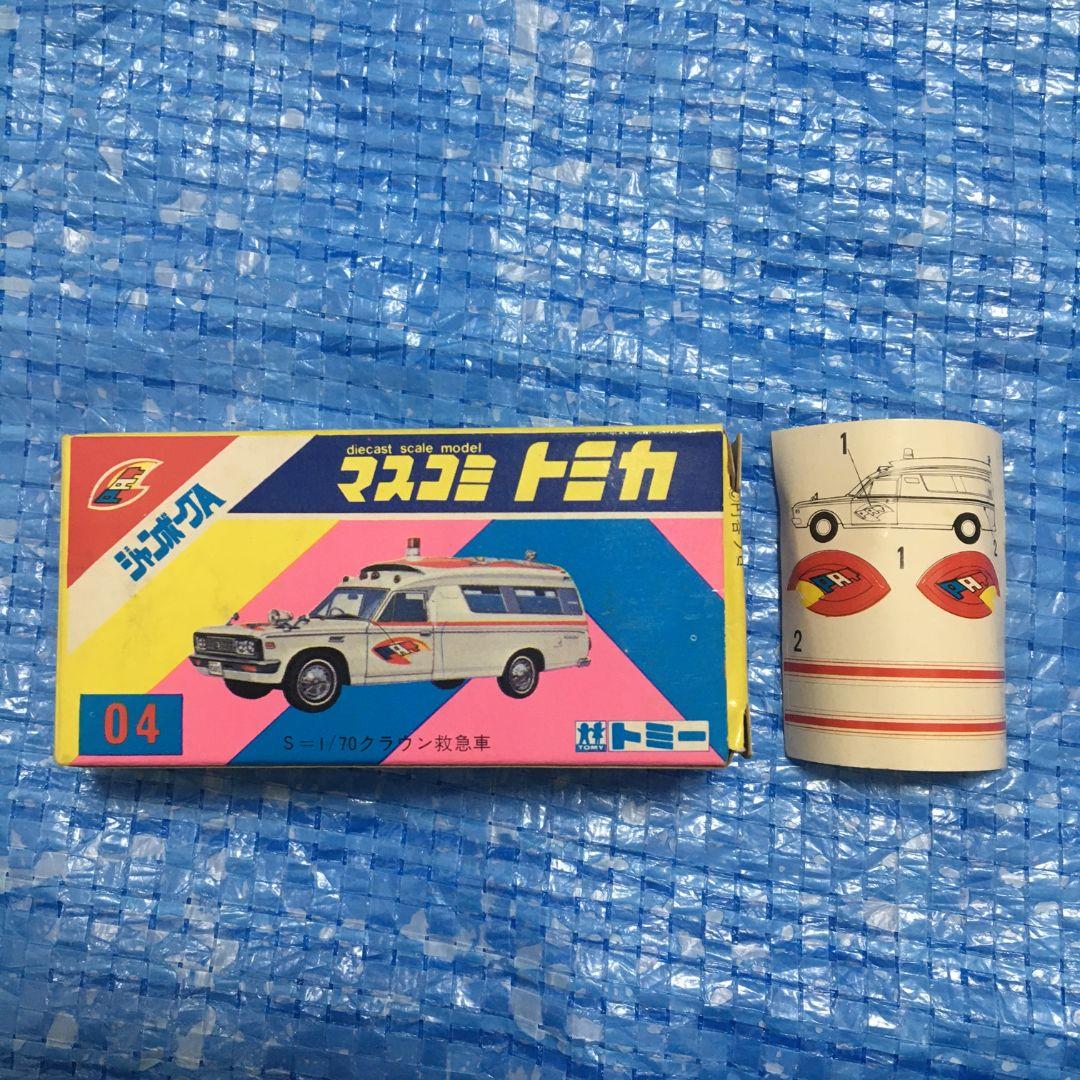 diecast scale model
マスコミ トミカ
PAT
ジャンボーグA
04
S=1/70クラウン救急車
TOMY
トミー
1
2
1
2